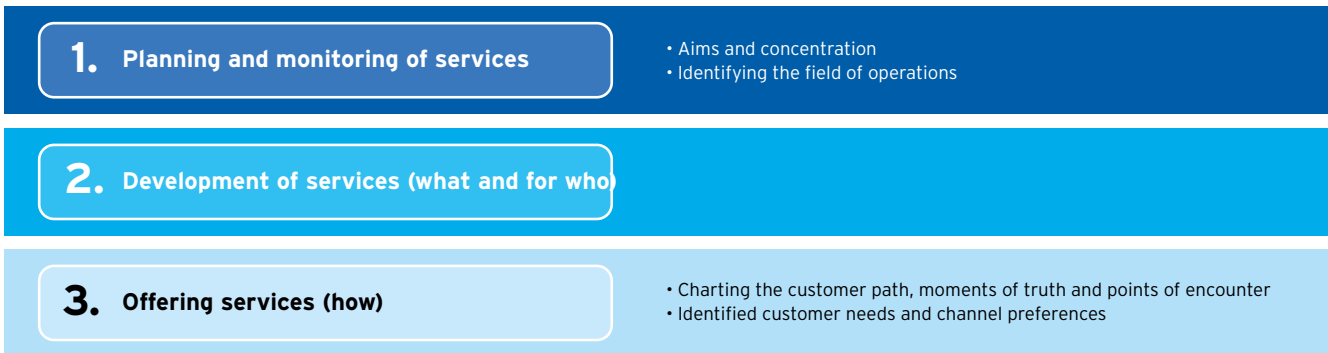 1. Planning and monitoring of services
• Aims and concentration
• Identifying the field of operations
2. Development of services (what and for who)
3. Offering services (how)
• Charting the customer path, moments of truth and points of encounter
• Identified customer needs and channel preferences